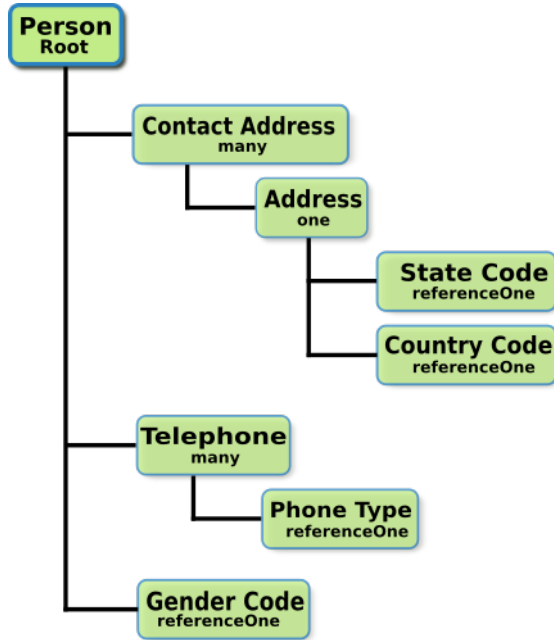 Person
Root
Contact Address
many
Address
one
State Code
referenceOne
Country Code
referenceOne
Telephone
many
Phone Type
referenceOne
Gender Code
referenceOne